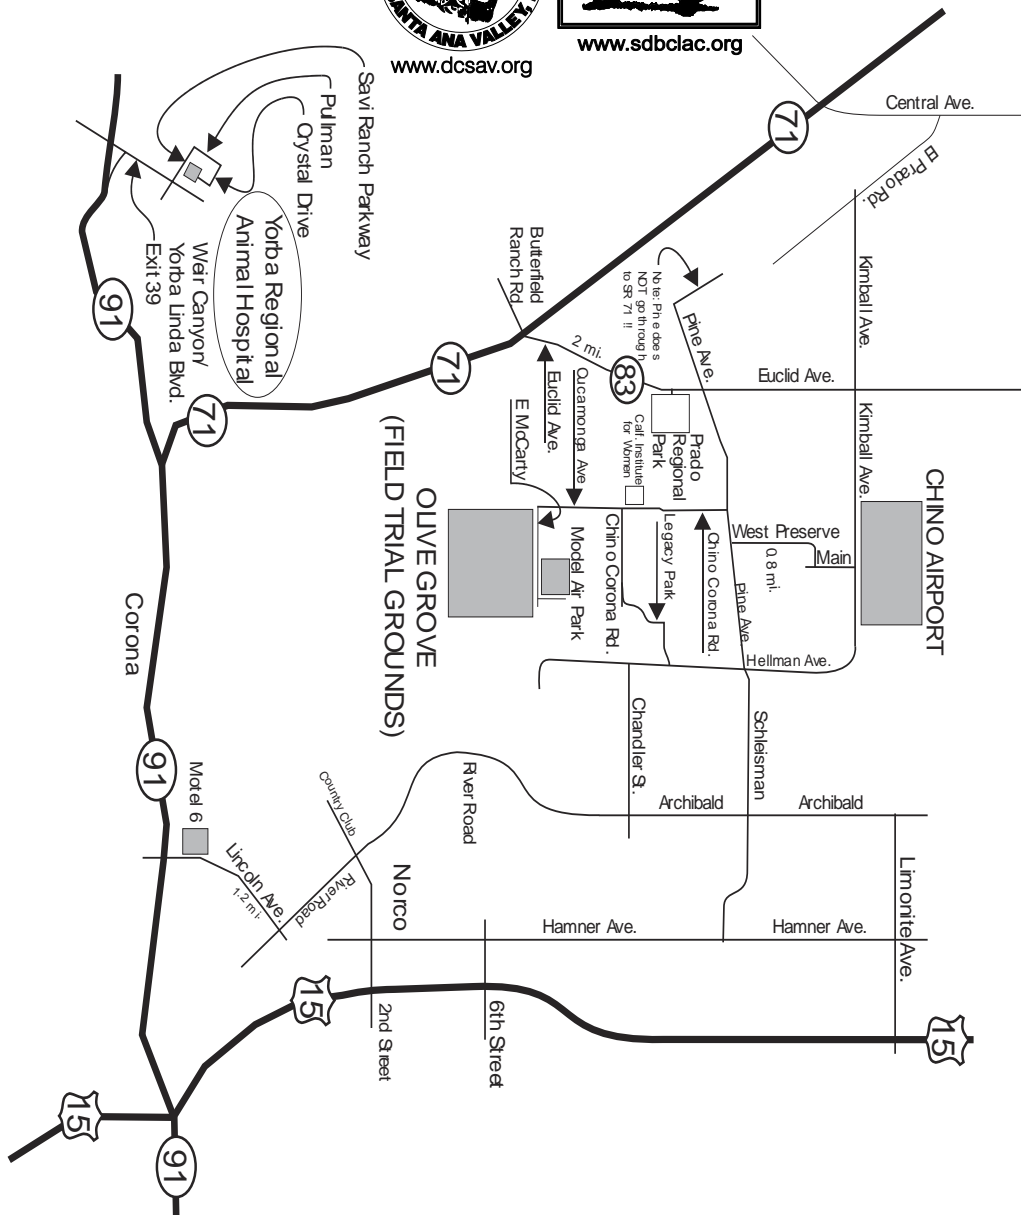 SANTA ANA VALLEY,
www.dcsav.org
www.sdbclac.org
Central Ave.
El Prado Rd.
71
Savi Ranch Parkway
Pullman
Crystal Drive
Yorba Regional
Animal Hospital
Weir Canyon/
Yorba Linda Blvd.
Exit 39
91
71
71
Butterfield
Ranch Rd
Note: Pine does
NOT go through
to SR 71 !!
Pine Ave.
2 mi.
83
Euclid Ave.
Euclid Ave.
Kimball Ave.
Kimball Ave.
Cucamonga Ave
E McCarty
Calif. Institute
for Women
Prado
Regional
Park
CHINO AIRPORT
West Preserve
Main
0.8 mi.
Pine Ave
Chino Corona Rd.
Legacy Park
Chino Corona Rd.
Model Air Park
OLIVE GROVE
(FIELD TRIAL GROUNDS)
Hellman Ave.
Corona
91
Motel 6
Lincoln Ave.
1.2 mi.
Country Club
River Road
River Road
Norco
Chandler St.
Schleisman
Archibald
Archibald
Limonite Ave.
Hamner Ave.
Hamner Ave.
2nd Street
6th Street
15
15
15
91